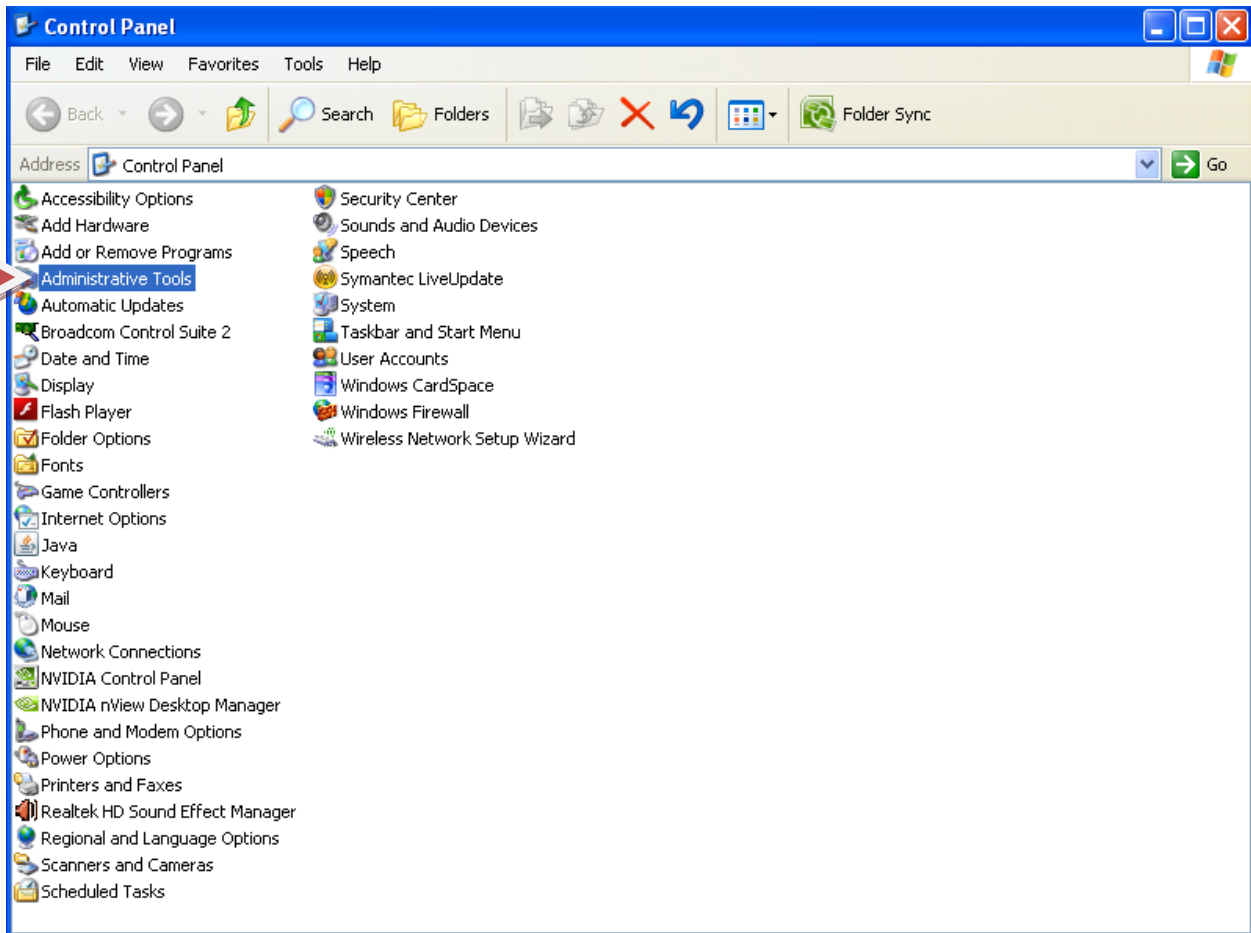 Control Panel
File Edit View Favorites Tools Help
Back Search Folders Folder Sync
Address Control Panel Go
Accessibility Options
Add Hardware
Add or Remove Programs
Administrative Tools
Automatic Updates
Broadcom Control Suite 2
Date and Time
Display
Flash Player
Folder Options
Fonts
Game Controllers
Internet Options
Java
Keyboard
Mail
Mouse
Network Connections
NVIDIA Control Panel
NVIDIA nView Desktop Manager
Phone and Modem Options
Power Options
Printers and Faxes
Realtek HD Sound Effect Manager
Regional and Language Options
Scanners and Cameras
Scheduled Tasks
Security Center
Sounds and Audio Devices
Speech
Symantec LiveUpdate
System
Taskbar and Start Menu
User Accounts
Windows CardSpace
Windows Firewall
Wireless Network Setup Wizard